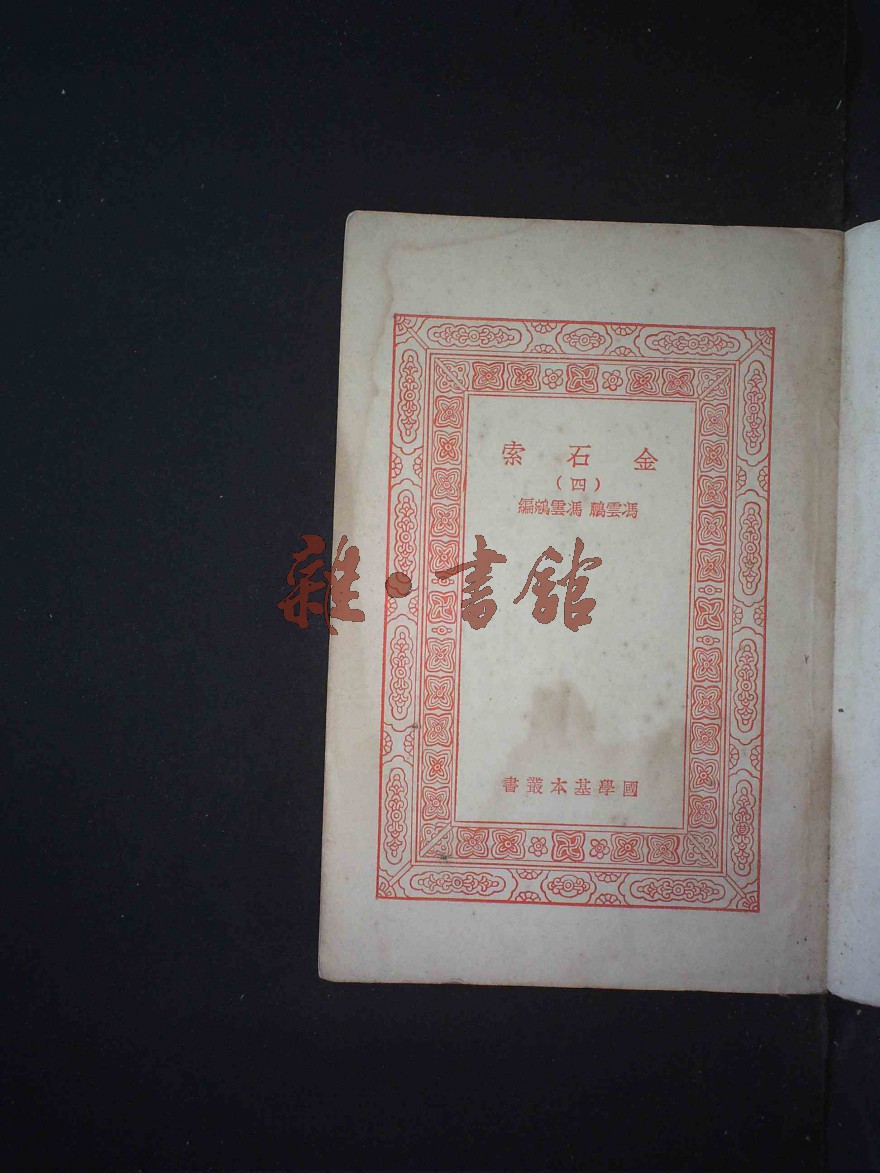 金石索
(四)
馮雲鵬 馮雲鵷編
雜·書館
國學基本叢書